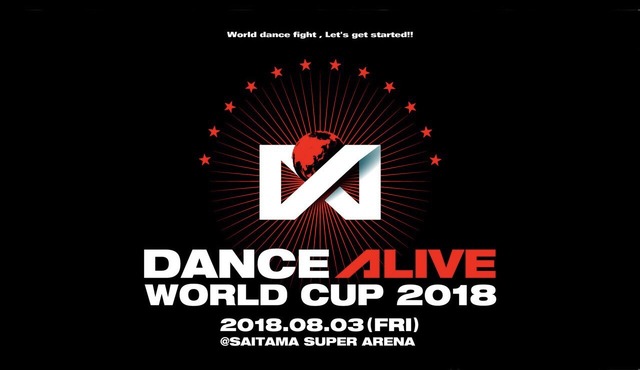 World dance fight , Let's get started!!
DANCE ALIVE
WORLD CUP 2018
2018.08.03(FRI)
@SAITAMA SUPER ARENA